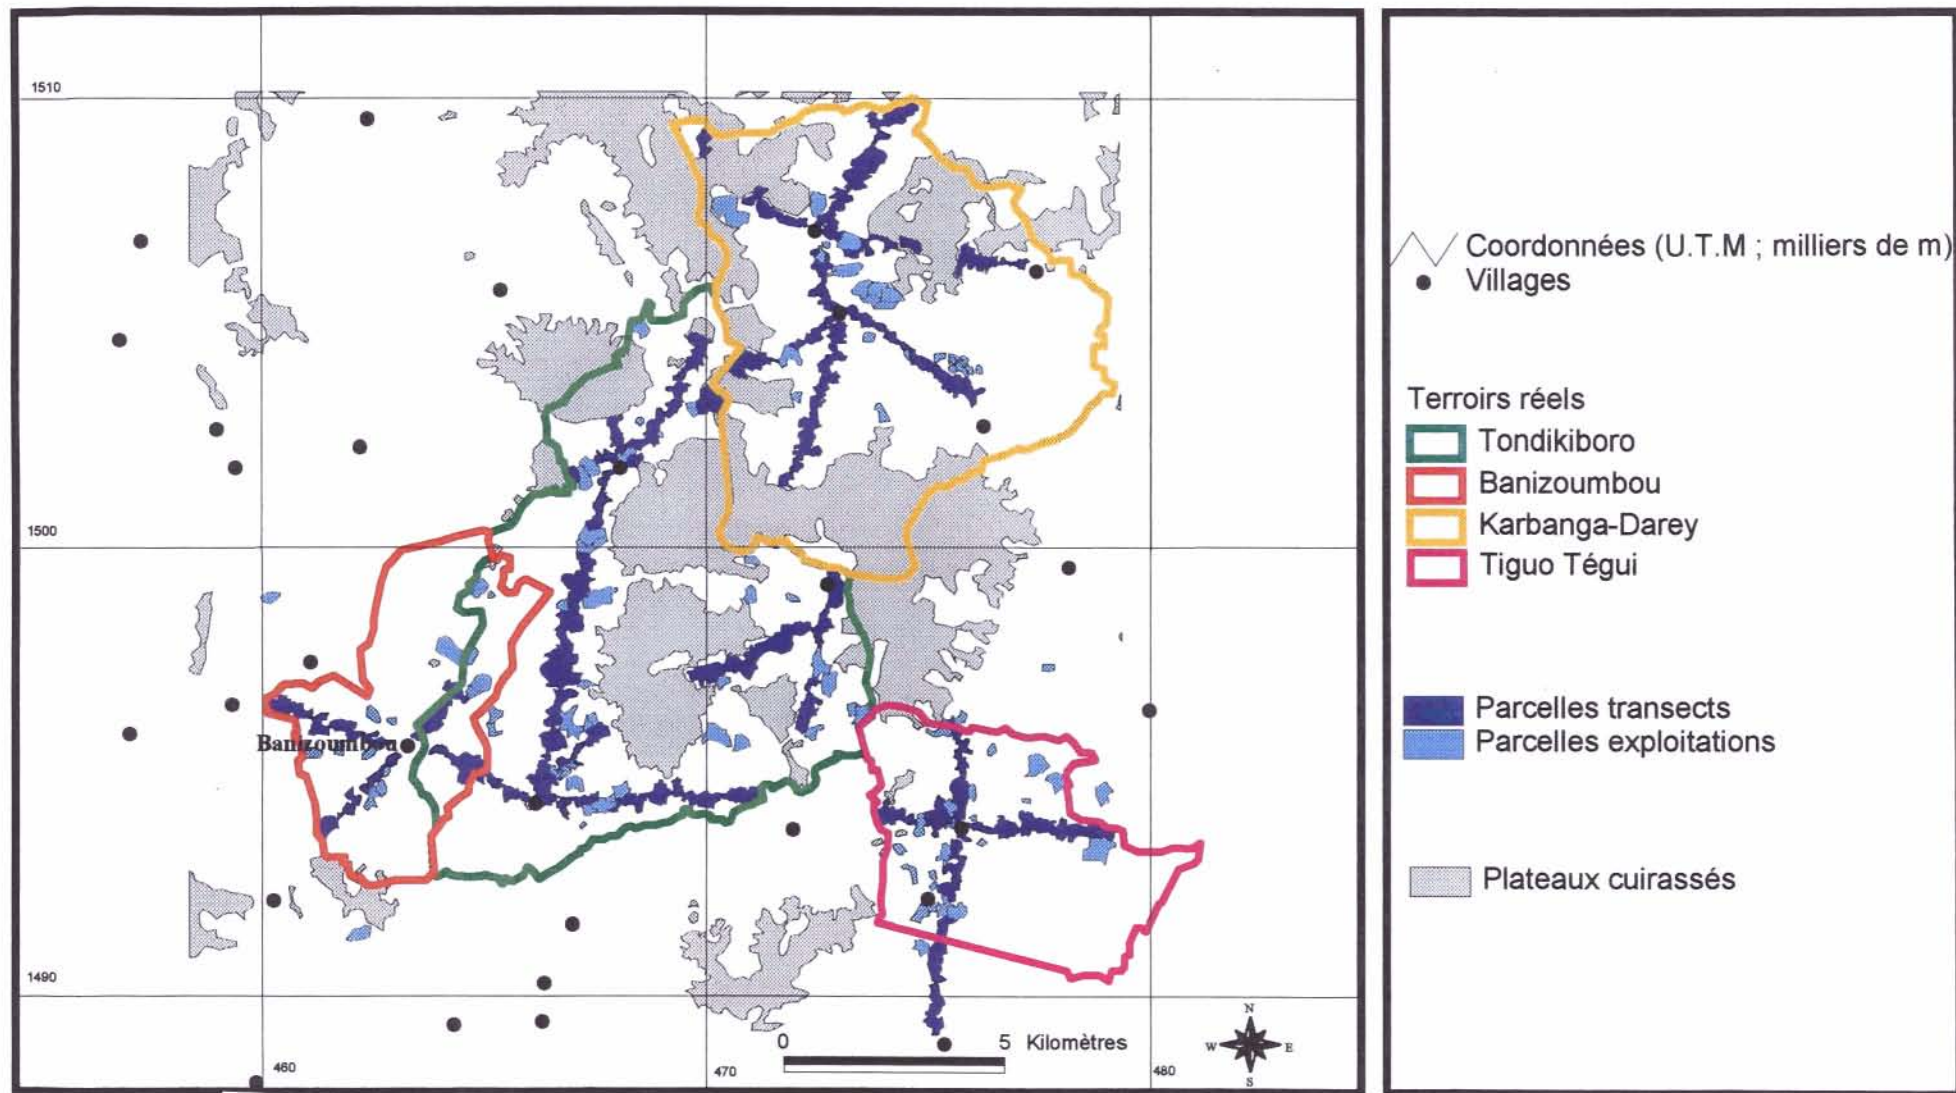 1510
1500
1490
460
470
480
Banizoumbou
0 5 Kilomètres
N
W E
S
Coordonnées (U.T.M ; milliers de m)
Villages
Terroirs réels
Tondikiboro
Banizoumbou
Karbanga-Darey
Tiguo Tégui
Parcelles transects
Parcelles exploitations
Plateaux cuirassés